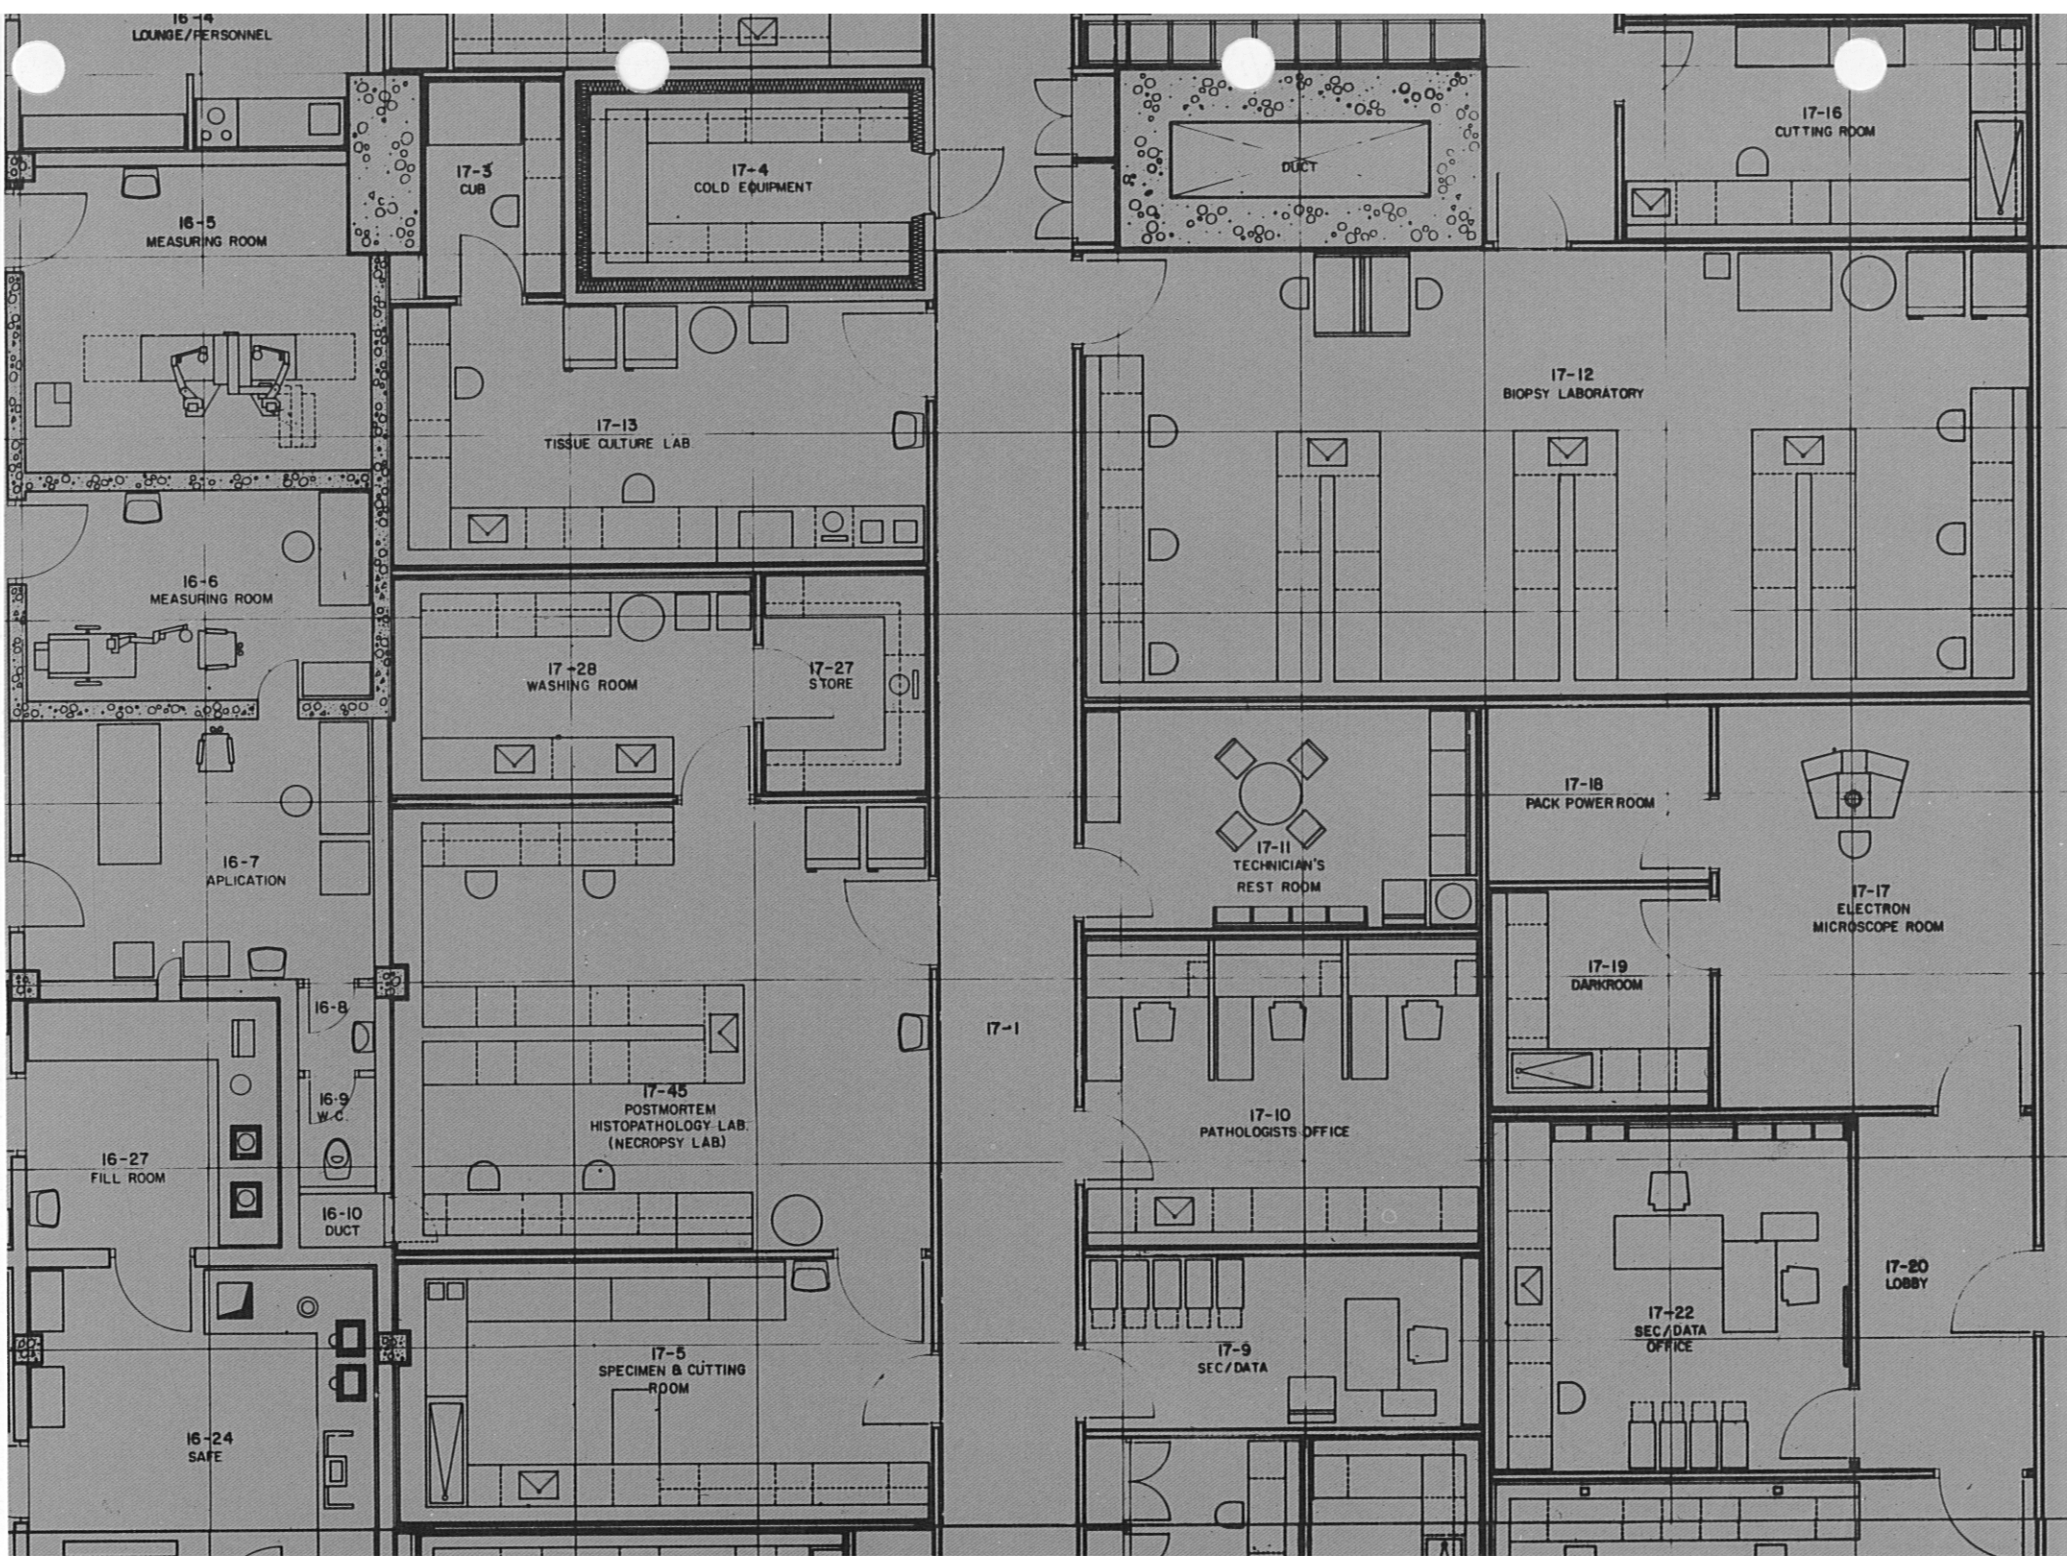 16-4
LOUNGE/PERSONNEL
17-16
CUTTING ROOM
17-3
CUB
17-4
COLD EQUIPMENT
DUCT
16-5
MEASURING ROOM
17-12
BIOPSY LABORATORY
17-13
TISSUE CULTURE LAB.
16-6
MEASURING ROOM
17-28
WASHING ROOM
17-27
STORE
17-18
PACK POWER ROOM
17-11
TECHNICIAN'S
REST ROOM
16-7
APLICATION
17-17
ELECTRON
MICROSCOPE ROOM
17-19
DARKROOM
16-8
17-1
16-9
W.C.
17-45
POSTMORTEM
HISTOPATHOLOGY LAB.
(NECROPSY LAB.)
17-10
PATHOLOGISTS OFFICE
16-27
FILL ROOM
16-10
DUCT
17-20
LOBBY
17-22
SEC/DATA
OFFICE
17-5
SPECIMEN & CUTTING
ROOM
17-9
SEC/DATA
16-24
SAFE